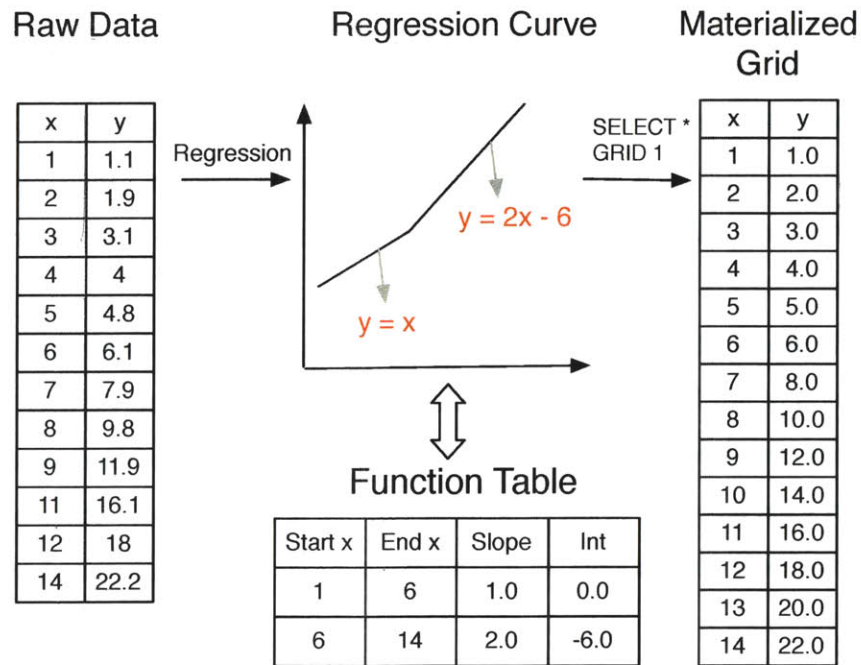 Raw Data
x y
1 1.1
2 1.9
3 3.1
4 4
5 4.8
6 6.1
7 7.9
8 9.8
9 11.9
11 16.1
12 18
14 22.2
Regression
Regression Curve
y = 2x - 6
y = x
Function Table
Start x End x Slope Int
1 6 1.0 0.0
6 14 2.0 -6.0
SELECT *
GRID 1
Materialized
Grid
x y
1 1.0
2 2.0
3 3.0
4 4.0
5 5.0
6 6.0
7 8.0
8 10.0
9 12.0
10 14.0
11 16.0
12 18.0
13 20.0
14 22.0